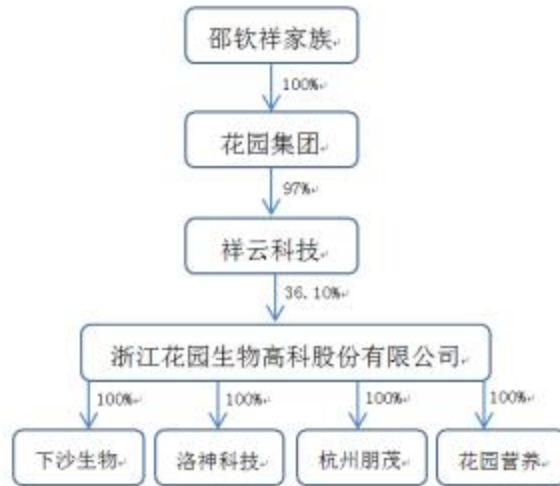 邵钦祥家族
100%
花园集团
97%
祥云科技
36.10%
浙江花园生物高科股份有限公司
100% 100% 100% 100%
下沙生物 洛神科技 杭州朋茂 花园营养